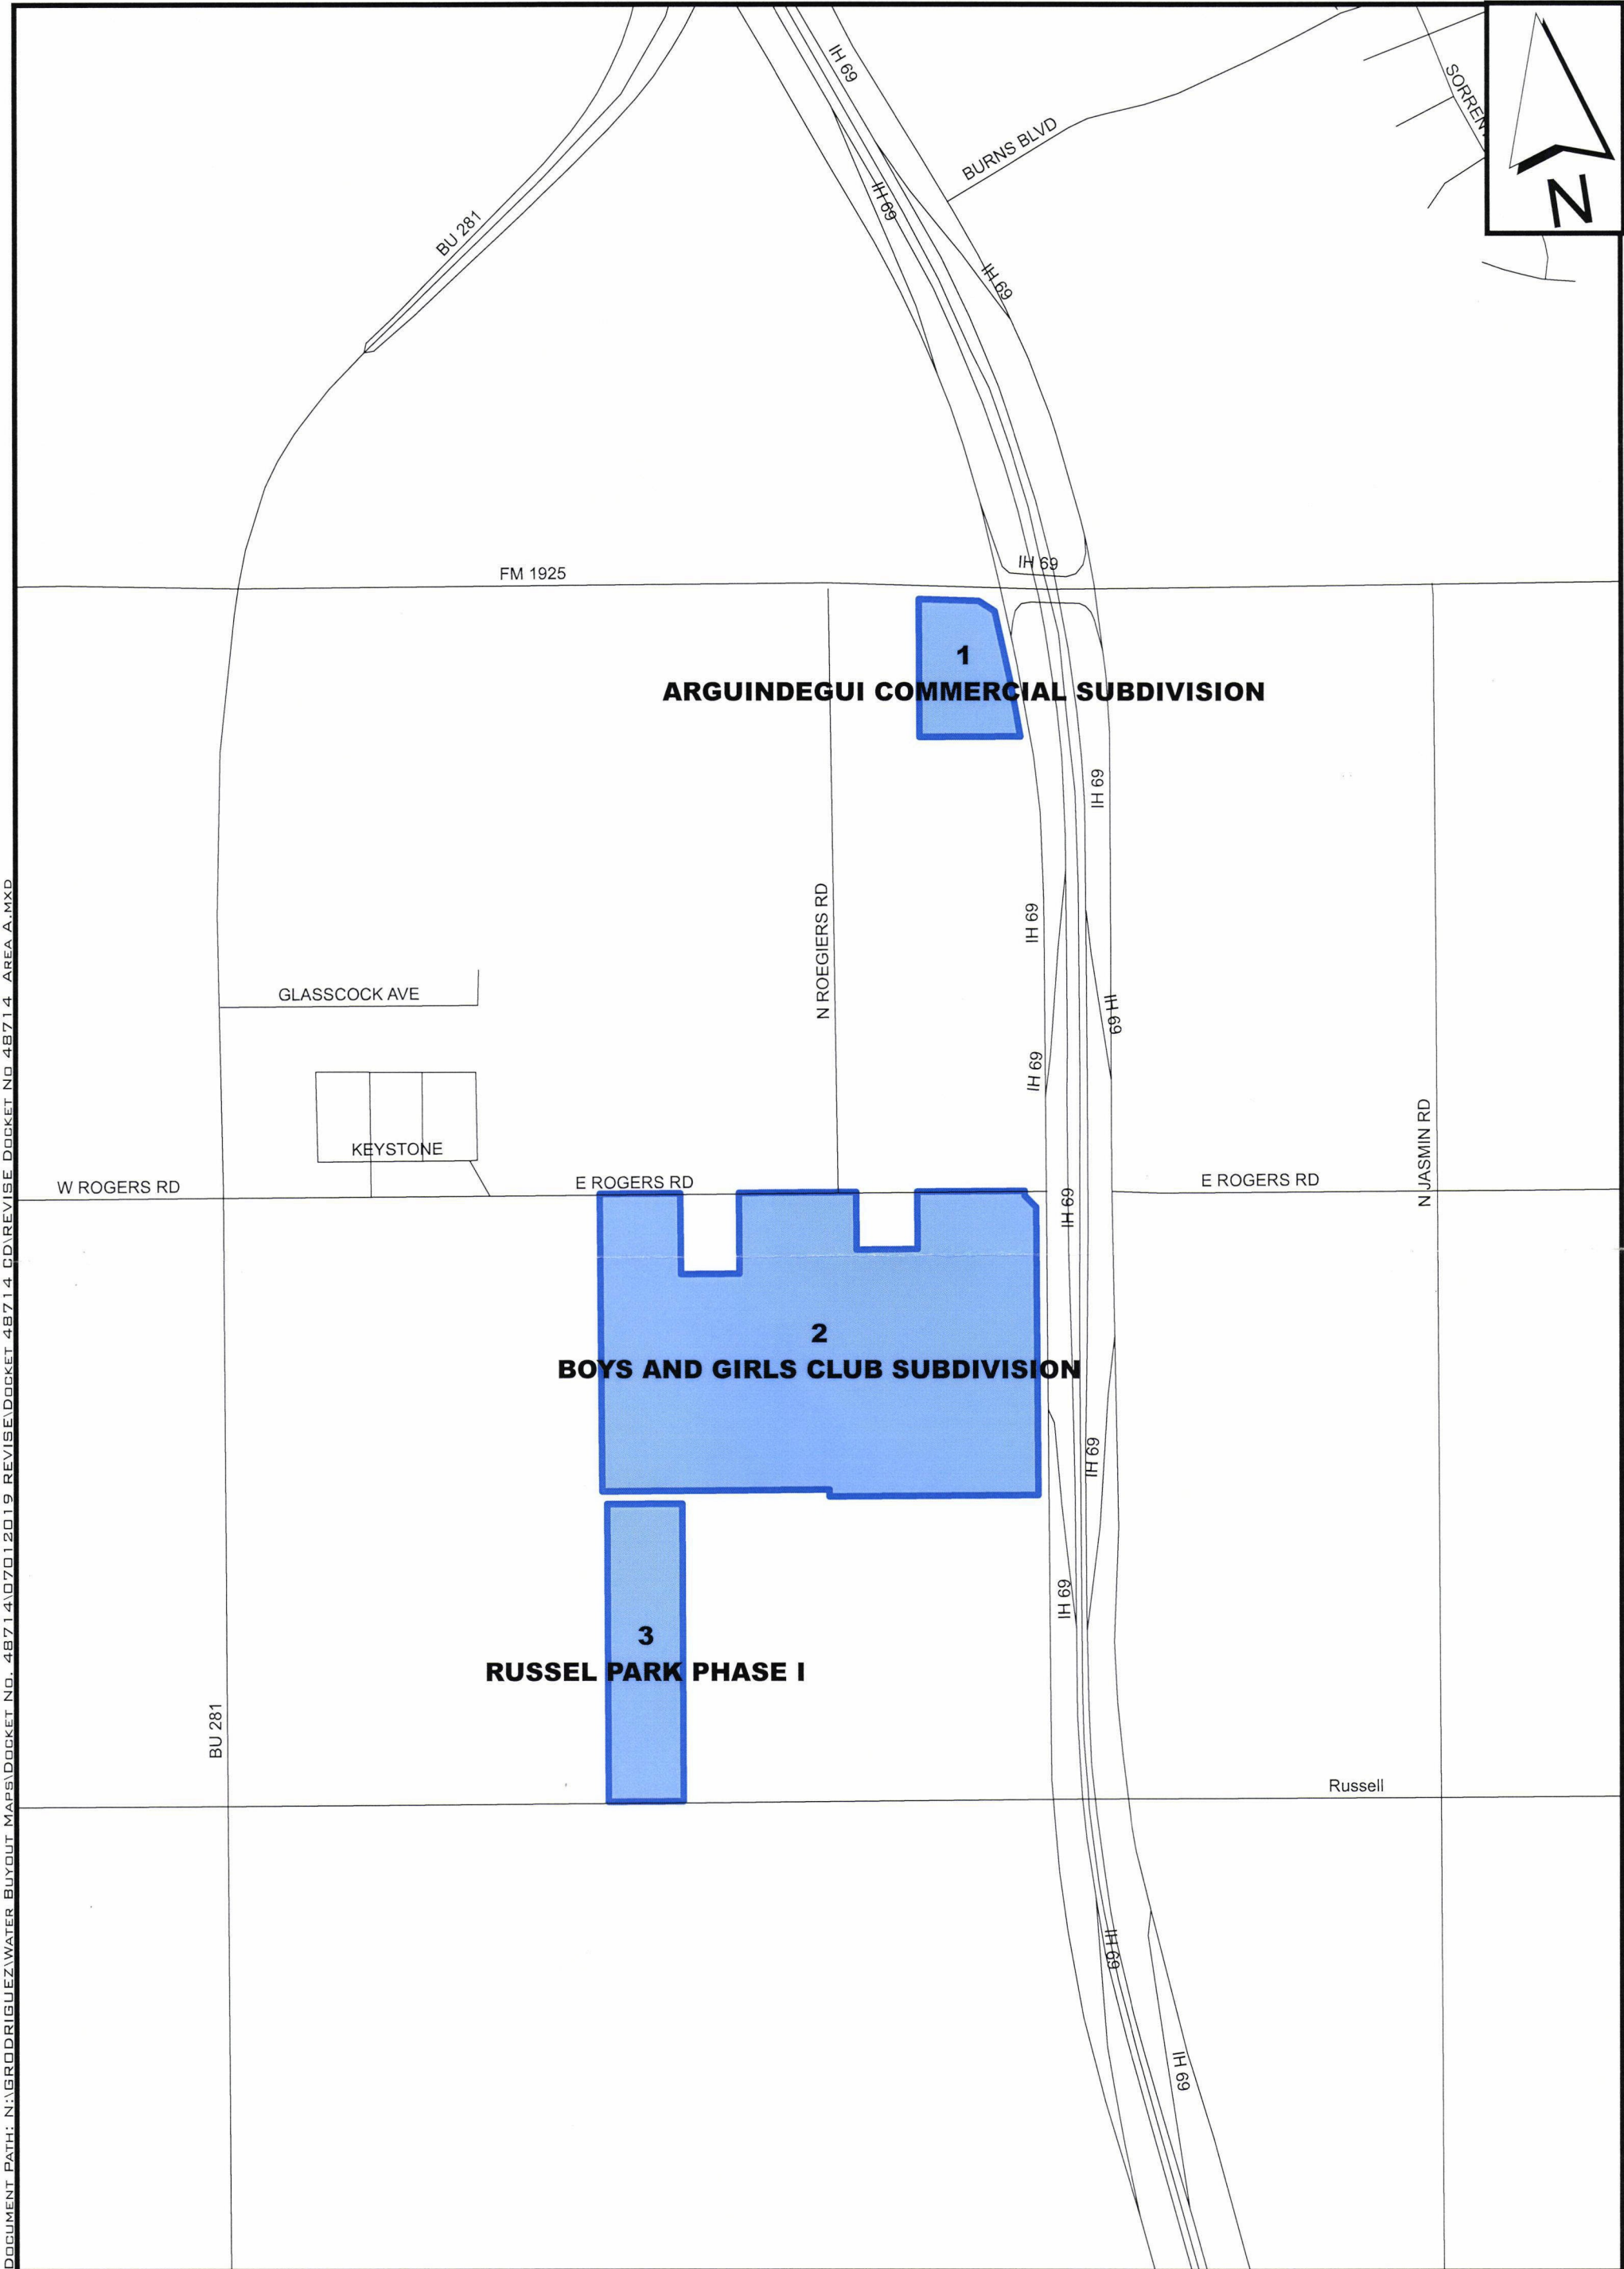 IH 69
SORREN
BURNS BLVD
N
IH 69
BU 281
IH 69
IH 69
FM 1925
1
ARGUINDEGUI COMMERCIAL SUBDIVISION
IH 69
N ROEGIERS RD
IH 69
GLASSCOCK AVE
IH 69
IH 69
N JASMIN RD
KEYSTONE
W ROGERS RD
E ROGERS RD
E ROGERS RD
IH 69
2
BOYS AND GIRLS CLUB SUBDIVISION
IH 69
IH 69
3
RUSSEL PARK PHASE I
BU 281
Russell
IH 69
IH 69
DOCUMENT PATH: N:\GRODRIGUEZ\WATER BUYOUT MAPS\DOCKET NO. 48714\07012019 REVISE\DOCKET 48714 CD\REVISE DOCKET NO 48714 AREA A.MXD